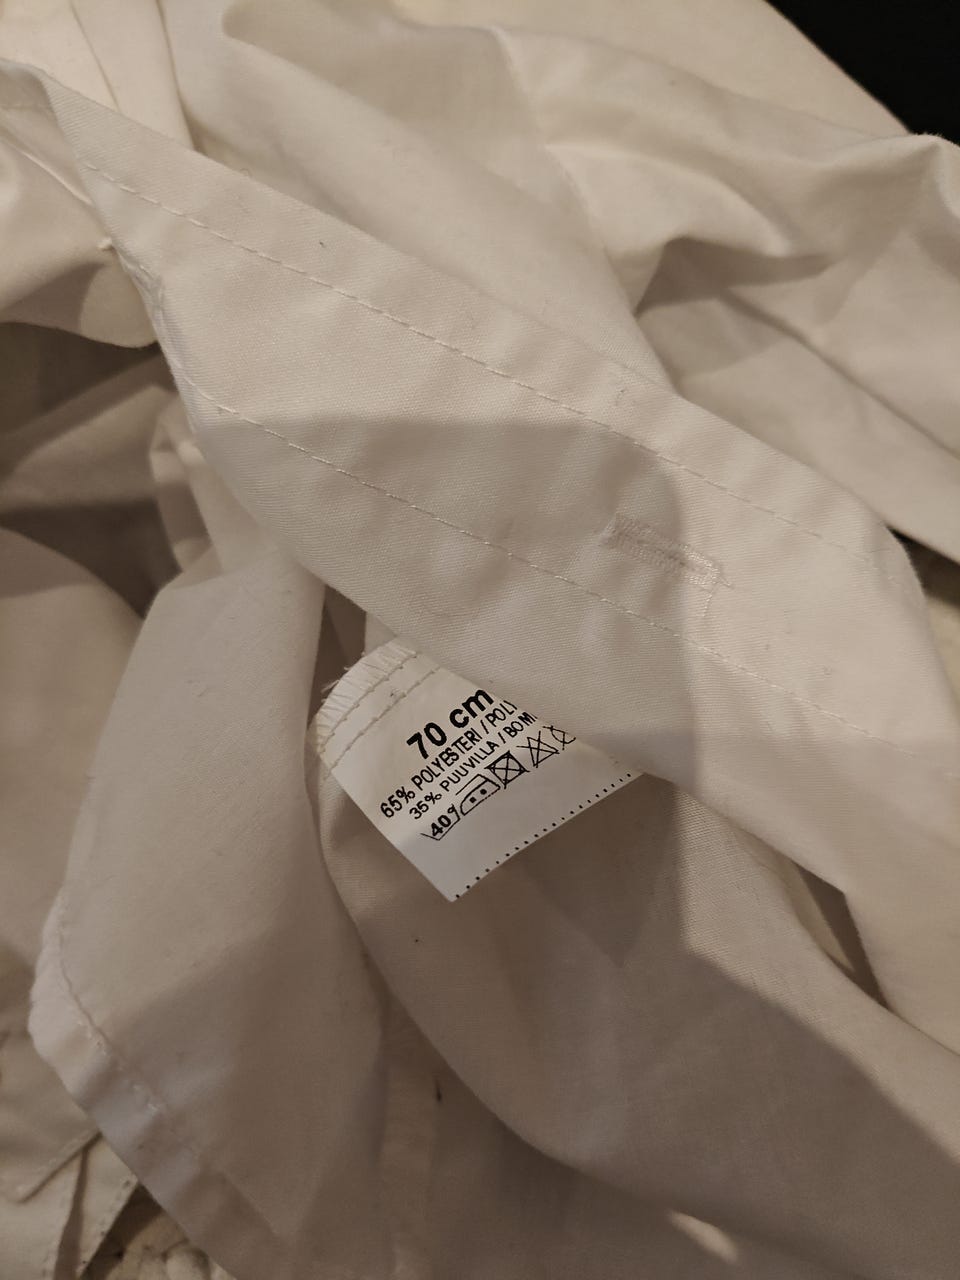 70 cm
65% POLYESTERI / POLY
35% PUUVILLA / BOM
40°